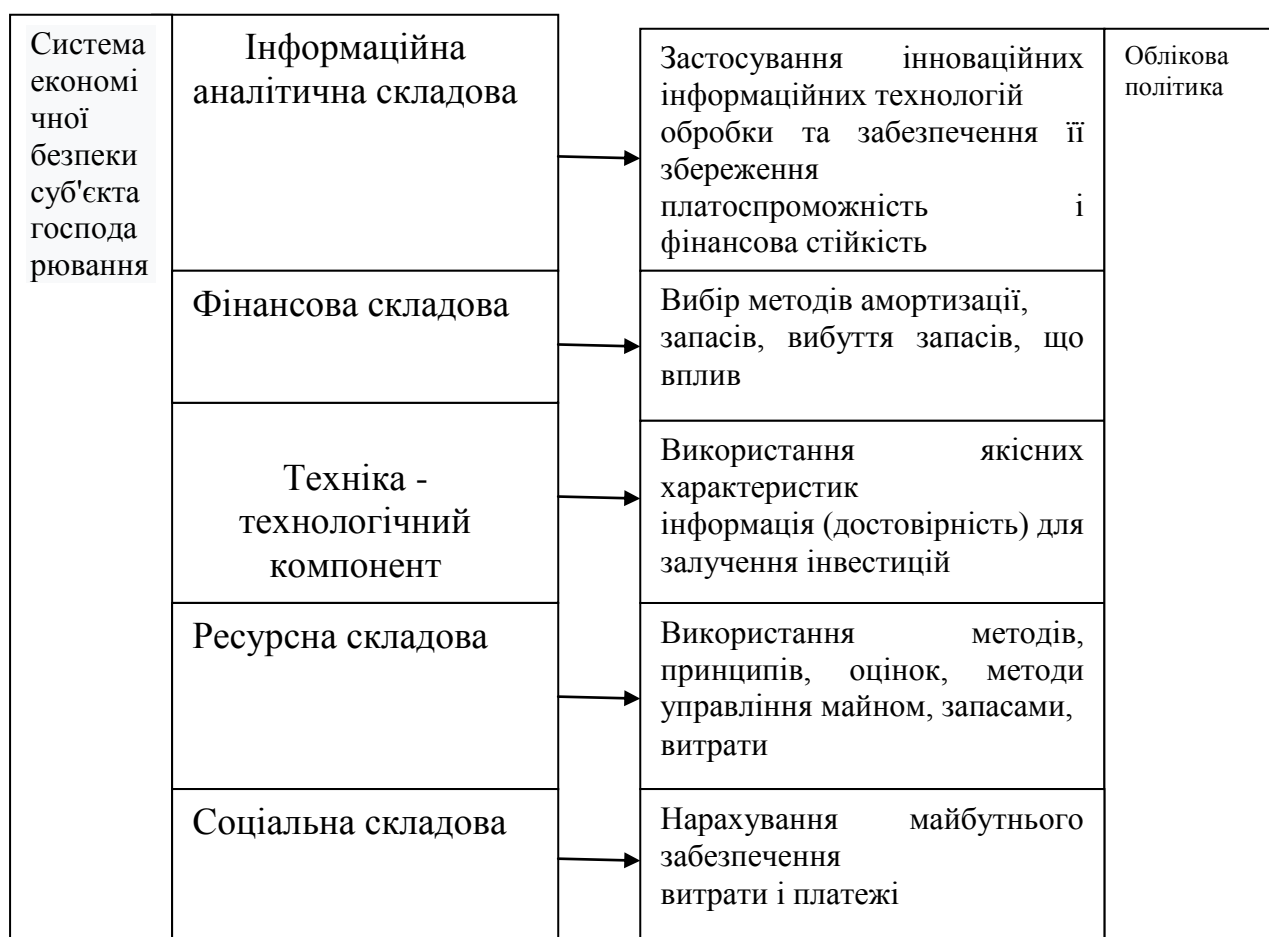 Система
економі
чної
безпеки
суб'єкта
господа
рювання
Інформаційна
аналітична складова
Застосування інноваційних
інформаційних технологій
обробки та забезпечення її
збереження
платоспроможність і
фінансова стійкість
Облікова
політика
Фінансова складова
Вибір методів амортизації,
запасів, вибуття запасів, що
вплив
Техніка -
технологічний
компонент
Використання якісних
характеристик
інформація (достовірність) для
залучення інвестицій
Ресурсна складова
Використання методів,
принципів, оцінок, методи
управління майном, запасами,
витрати
Соціальна складова
Нарахування майбутнього
забезпечення
витрати і платежі